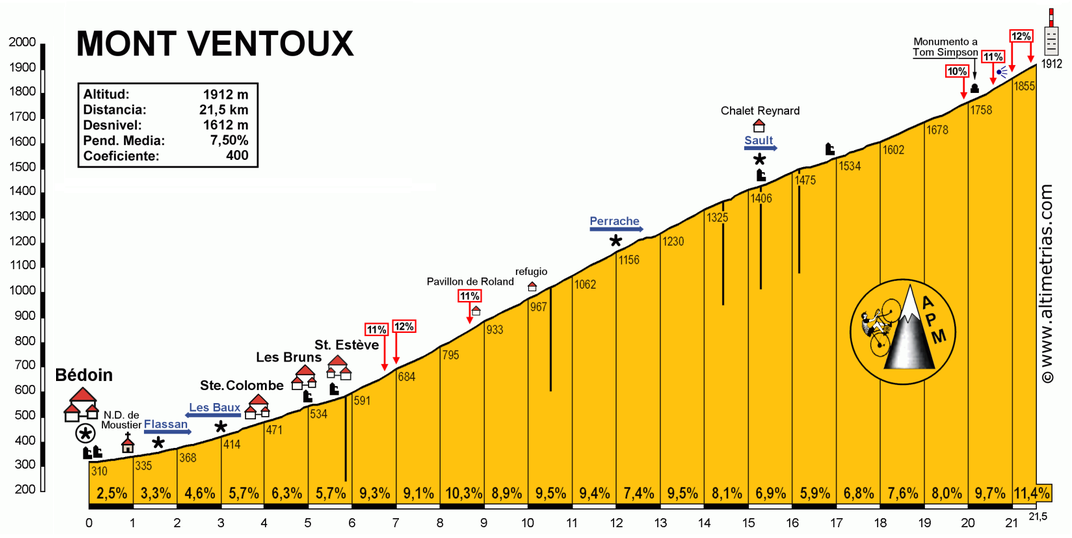 MONT VENTOUX
Altitud: 1912 m
Distancia: 21,5 km
Desnivel: 1612 m
Pend. Media: 7,50%
Coeficiente: 400
2000
1900
1800
1700
1600
1500
1400
1300
1200
1100
1000
900
800
700
600
500
400
300
200
Bédoin
N.D. de
Moustier
Flassan
Les Baux
Ste. Colombe
Les Bruns
St. Estève
11%
12%
11%
Pavillon de Roland
refugio
Perrache
Chalet Reynard
Sault
Monumento a
Tom Simpson
10%
11%
12%
1912
310
335
368
414
471
534
591
684
795
933
967
1062
1156
1230
1325
1406
1475
1534
1602
1678
1758
1855
APM
© www.altimetrias.com
2,5% 3,3% 4,6% 5,7% 6,3% 5,7% 9,3% 9,1% 10,3% 8,9% 9,5% 9,4% 7,4% 9,5% 8,1% 6,9% 5,9% 6,8% 7,6% 8,0% 9,7% 11,4%
0 1 2 3 4 5 6 7 8 9 10 11 12 13 14 15 16 17 18 19 20 21 21,5